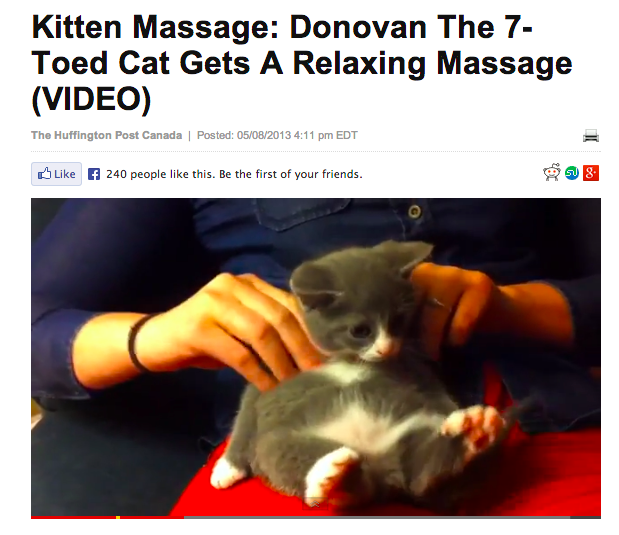 Kitten Massage: Donovan The 7-
Toed Cat Gets A Relaxing Massage
(VIDEO)
The Huffington Post Canada | Posted: 05/08/2013 4:11 pm EDT
Like 240 people like this. Be the first of your friends.